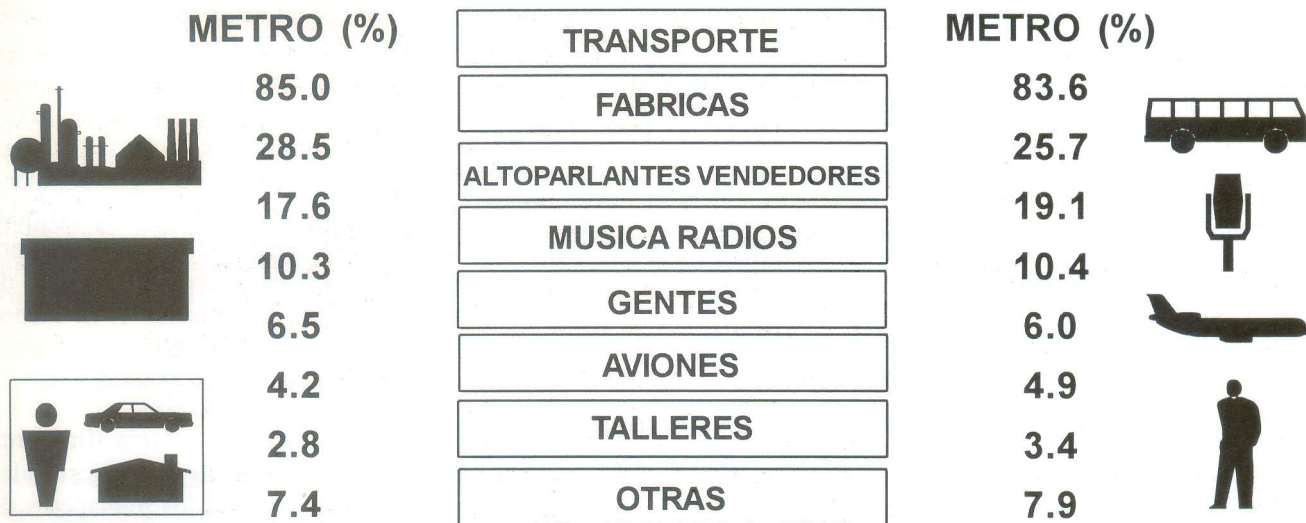 METRO (%) TRANSPORTE METRO (%)
85.0 FABRICAS 83.6
28.5 ALTOPARLANTES VENDEDORES 25.7
17.6 MUSICA RADIOS 19.1
10.3 GENTES 10.4
6.5 AVIONES 6.0
4.2 TALLERES 4.9
2.8 OTRAS 3.4
7.4 7.9